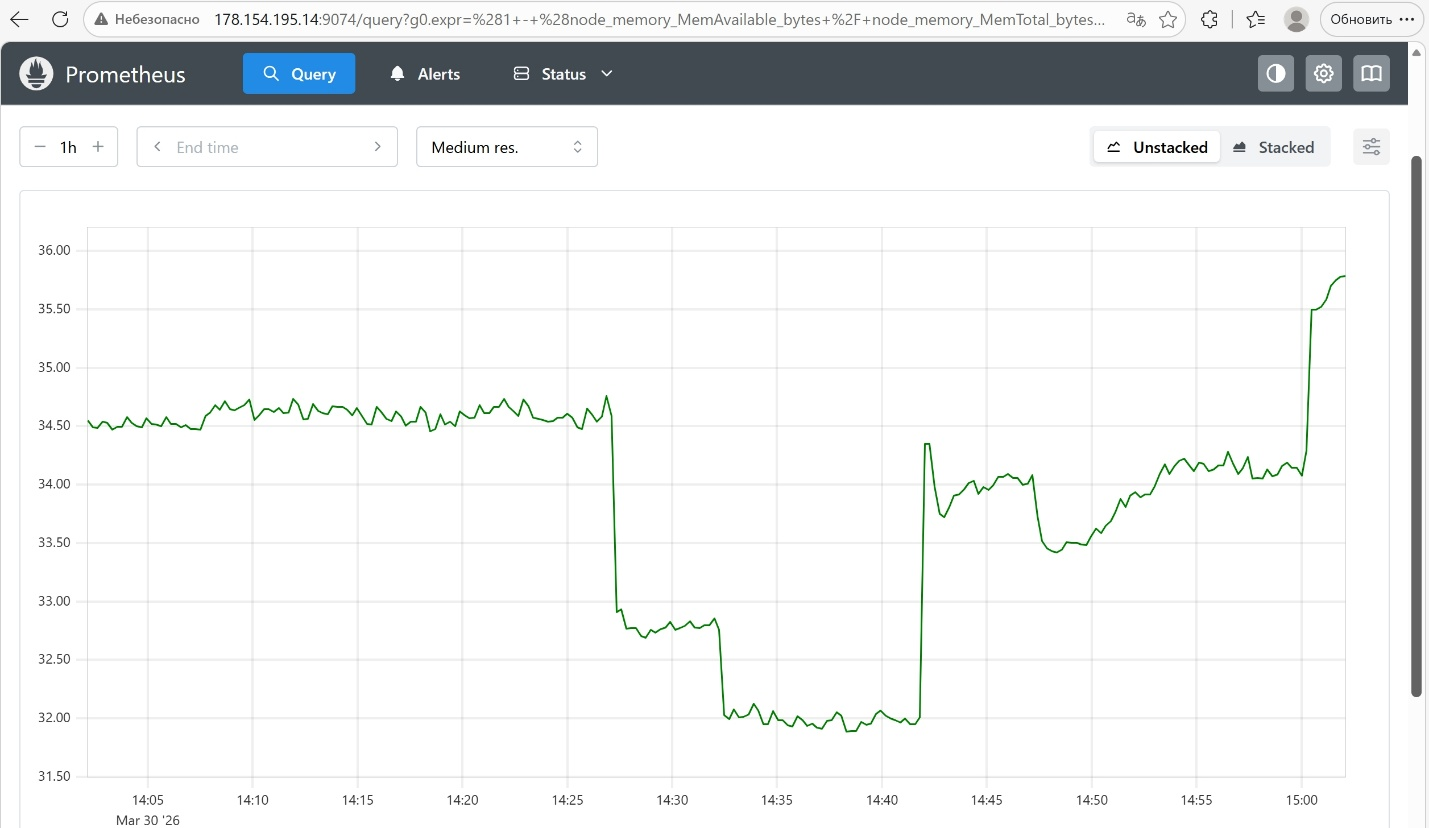 Небезопасно 178.154.195.14:9074/query?g0.expr=%281+-+%28node_memory_MemAvailable_bytes+%2F+node_memory_MemTotal_bytes... Обновить
Prometheus Query Alerts Status
1h End time Medium res. Unstacked Stacked
36.00
35.50
35.00
34.50
34.00
33.50
33.00
32.50
32.00
31.50
14:05 14:10 14:15 14:20 14:25 14:30 14:35 14:40 14:45 14:50 14:55 15:00
Mar 30 '26